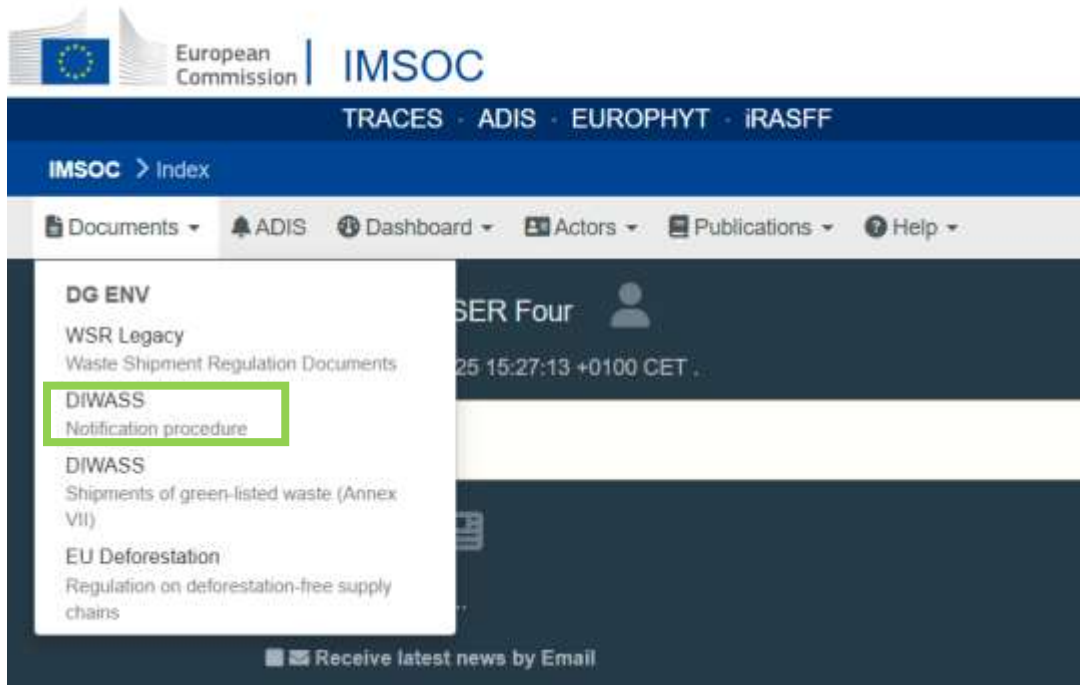 European
Commission
IMSOC
TRACES · ADIS · EUROPHYT · iRASFF
IMSOC > Index
Documents ADIS Dashboard Actors Publications Help
DG ENV
WSR Legacy
Waste Shipment Regulation Documents
DIWASS
Notification procedure
DIWASS
Shipments of green-listed waste (Annex
VII)
EU Deforestation
Regulation on deforestation-free supply
chains
SER Four
25 15:27:13 +0100 CET .
..
Receive latest news by Email